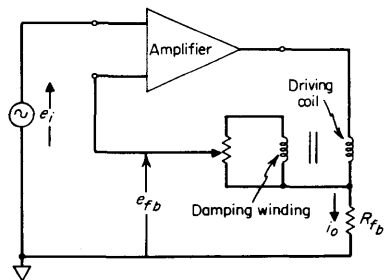 Amplifier
Driving
coil
e_i
e_fb
Damping winding
i_o
R_fb